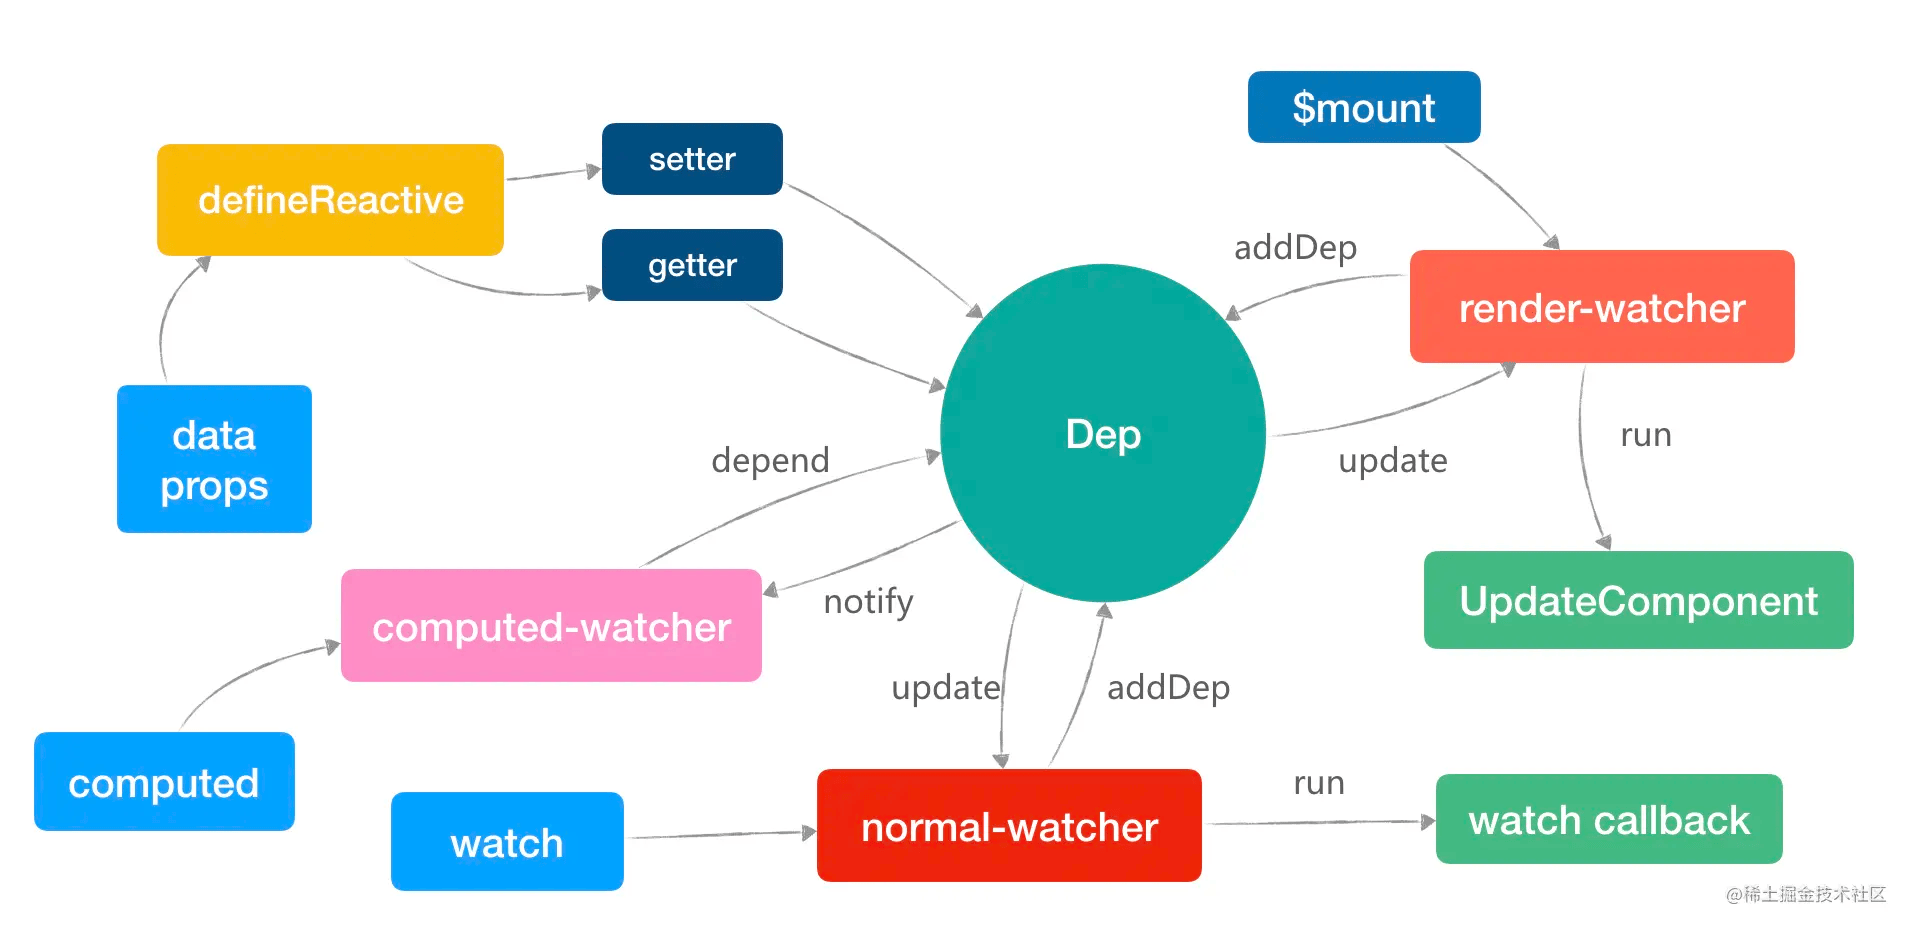 $mount
setter
defineReactive
getter
addDep
render-watcher
data
props
Dep
depend
update
run
notify
UpdateComponent
computed-watcher
update
addDep
computed
watch
normal-watcher
run
watch callback
@稀土掘金技术社区